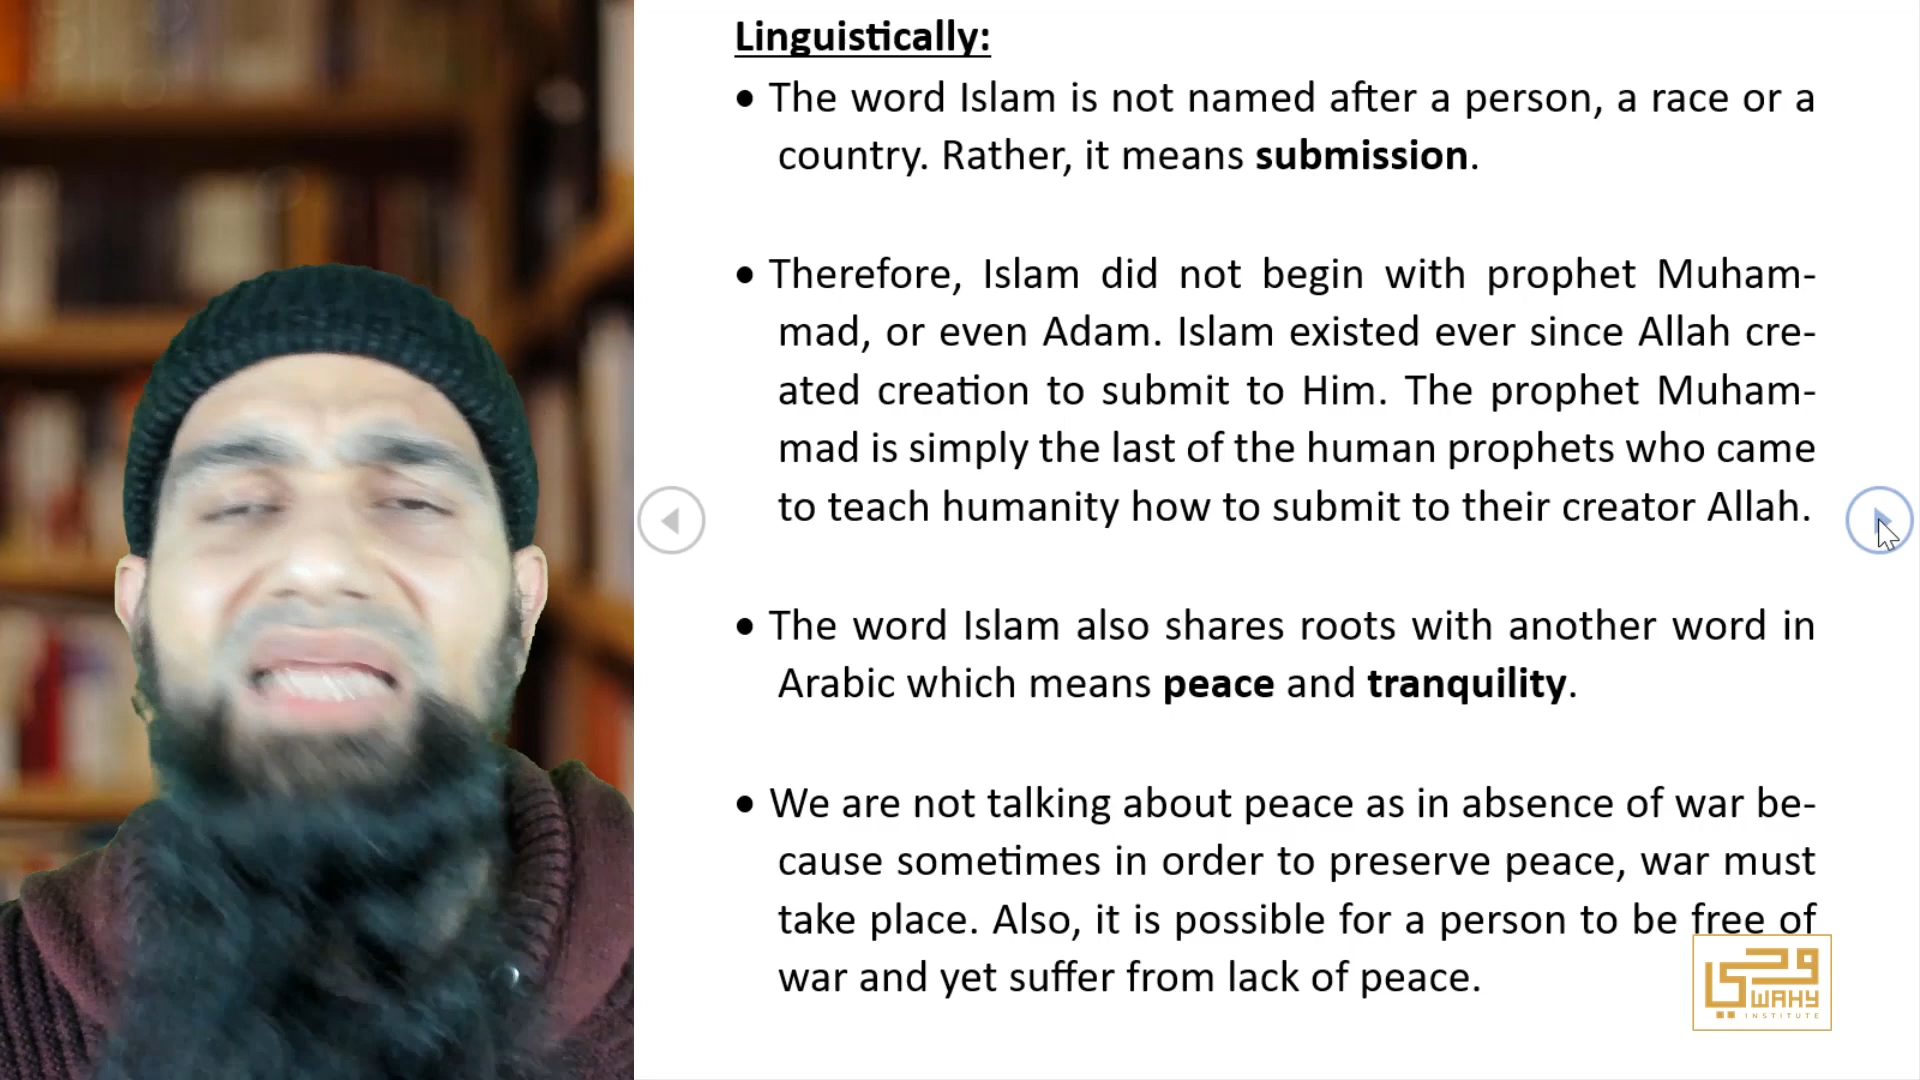 Linguistically:
• The word Islam is not named after a person, a race or a
country. Rather, it means submission.
• Therefore, Islam did not begin with prophet Muham-
mad, or even Adam. Islam existed ever since Allah cre-
ated creation to submit to Him. The prophet Muham-
mad is simply the last of the human prophets who came
to teach humanity how to submit to their creator Allah.
• The word Islam also shares roots with another word in
Arabic which means peace and tranquility.
• We are not talking about peace as in absence of war be-
cause sometimes in order to preserve peace, war must
take place. Also, it is possible for a person to be free of
war and yet suffer from lack of peace.
وحي
WAHY
INSTITUTE